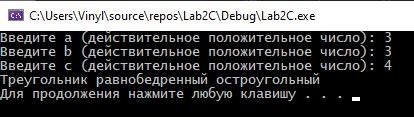 C:\Users\Vinyl\source\repos\Lab2C\Debug\Lab2C.exe
Введите a (действительное положительное число): 3
Введите b (действительное положительное число): 3
Введите c (действительное положительное число): 4
Треугольник равнобедренный остроугольный
Для продолжения нажмите любую клавишу . . .